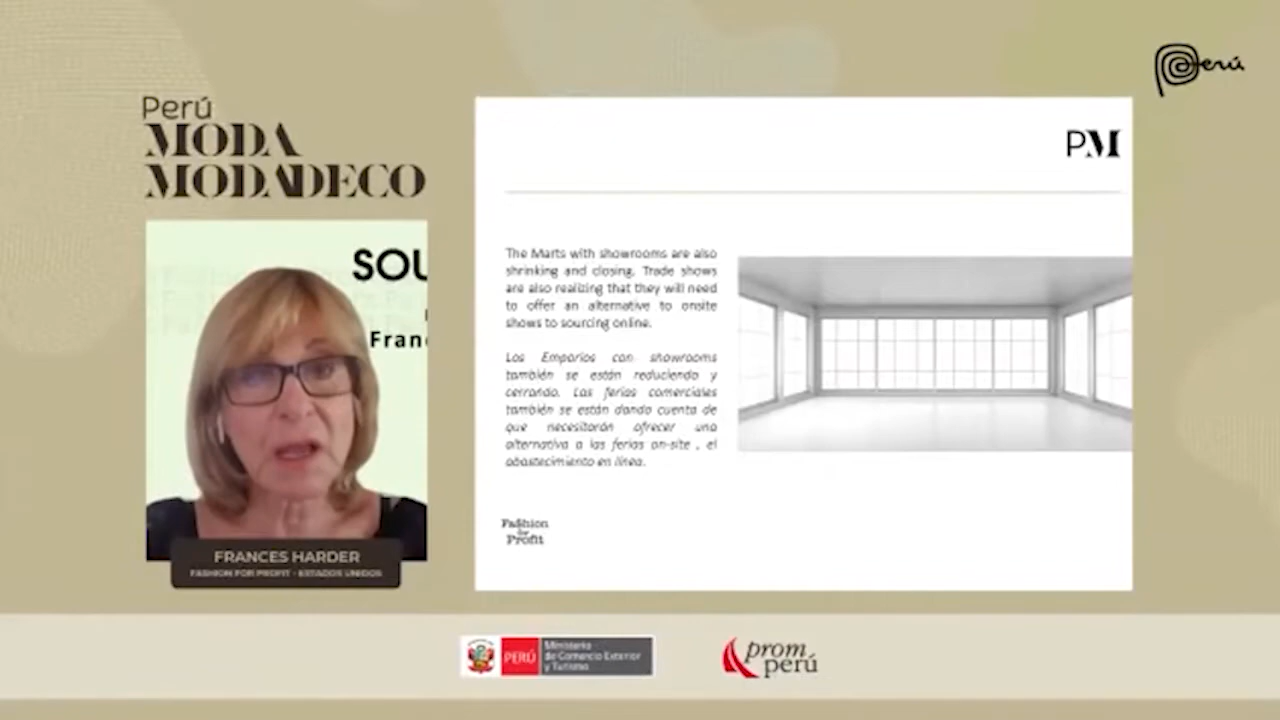 Perú
Perú
MODA
MODADECO
PM
SOU
Fran
The Marts with showrooms are also
shrinking and closing. Trade shows
are also realizing that they will need
to offer an alternative to onsite
shows to sourcing online.
Los Emparios con showrooms
también se están reduciendo y
cerrando. Las ferias comerciales
también se están dando cuenta de
que necesitarán ofrecer una
alternativa a las ferias on-site , el
abastecimiento en línea.
Fashion
for
Profit
FRANCES HARDER
FASHION FOR PROFIT - ESTADOS UNIDOS
PERÚ
Ministerio
de Comercio Exterior
y Turismo
prom
perú